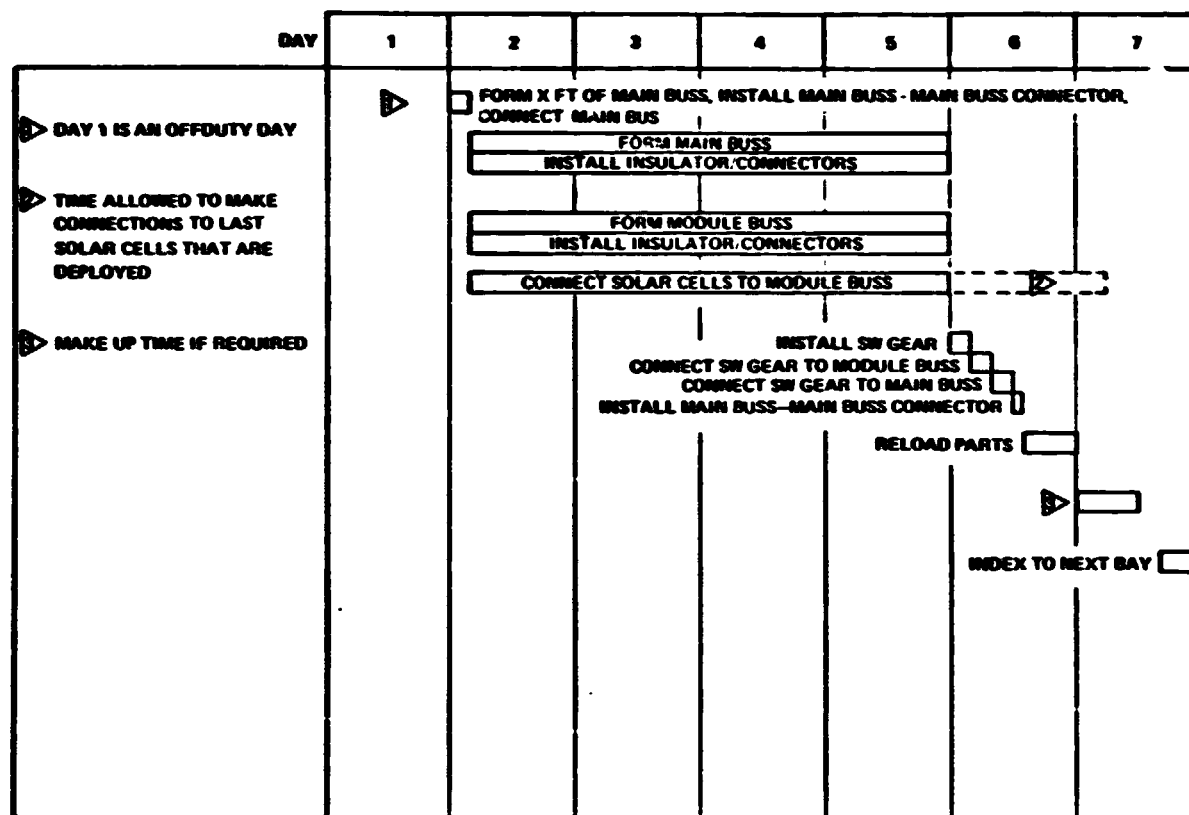 DAY 1 2 3 4 5 6 7
FORM X FT OF MAIN BUSS, INSTALL MAIN BUSS - MAIN BUSS CONNECTOR,
CONNECT MAIN BUS
DAY 1 IS AN OFFDUTY DAY
FORM MAIN BUSS
INSTALL INSULATOR/CONNECTORS
TIME ALLOWED TO MAKE
CONNECTIONS TO LAST
SOLAR CELLS THAT ARE
DEPLOYED
FORM MODULE BUSS
INSTALL INSULATOR/CONNECTORS
CONNECT SOLAR CELLS TO MODULE BUSS
MAKE UP TIME IF REQUIRED
INSTALL SW GEAR
CONNECT SW GEAR TO MODULE BUSS
CONNECT SW GEAR TO MAIN BUSS
INSTALL MAIN BUSS-MAIN BUSS CONNECTOR
RELOAD PARTS
INDEX TO NEXT BAY